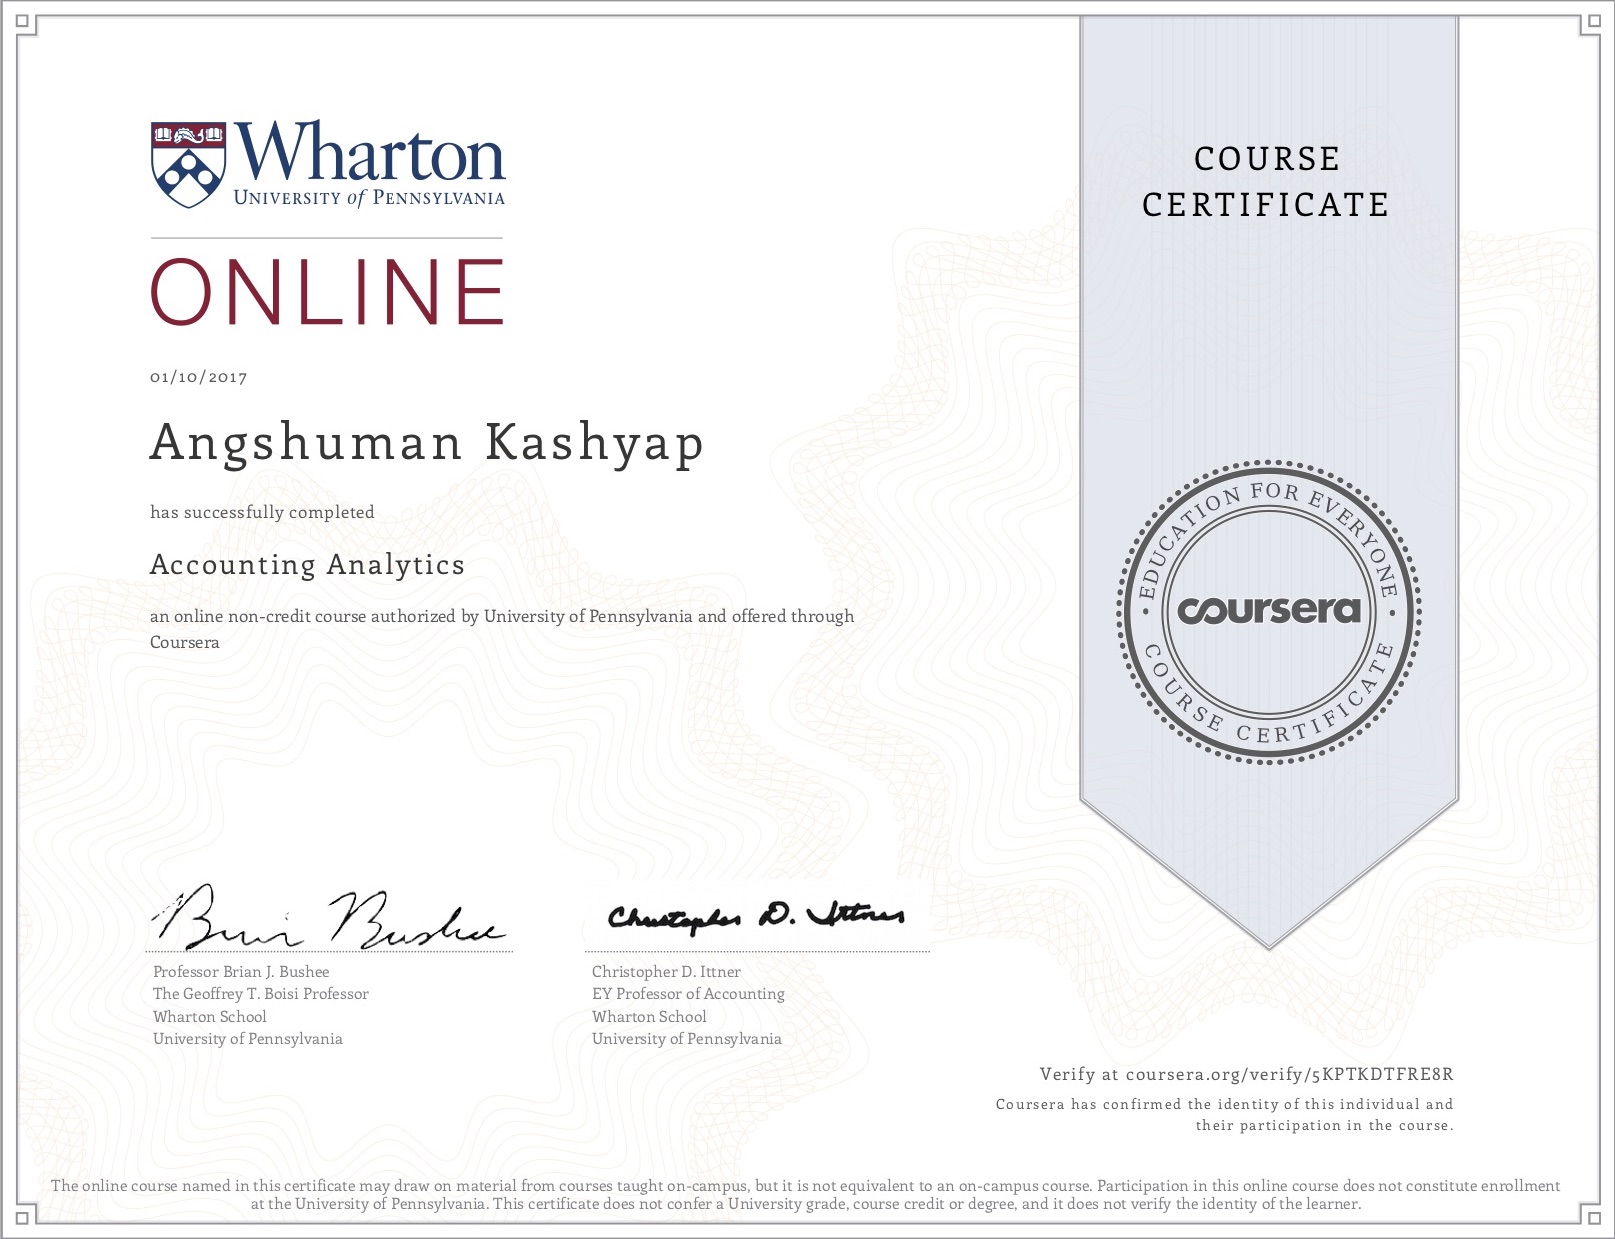 Wharton
UNIVERSITY of PENNSYLVANIA
ONLINE
01/10/2017
Angshuman Kashyap
has successfully completed
Accounting Analytics
an online non-credit course authorized by University of Pennsylvania and offered through
Coursera
COURSE
CERTIFICATE
EDUCATION FOR EVERYONE
coursera
COURSE CERTIFICATE
Brian Bushee
Professor Brian J. Bushee
The Geoffrey T. Boisi Professor
Wharton School
University of Pennsylvania
Christopher D. Ittner
Christopher D. Ittner
EY Professor of Accounting
Wharton School
University of Pennsylvania
Verify at coursera.org/verify/5KPTKDTFRE8R
Coursera has confirmed the identity of this individual and
their participation in the course.
The online course named in this certificate may draw on material from courses taught on-campus, but it is not equivalent to an on-campus course. Participation in this online course does not constitute enrollment
at the University of Pennsylvania. This certificate does not confer a University grade, course credit or degree, and it does not verify the identity of the learner.